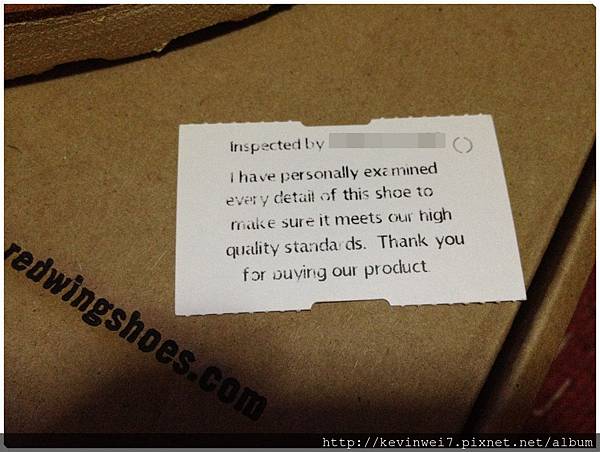 Inspected by
I have personally examined
every detail of this shoe to
make sure it meets our high
quality standards. Thank you
for buying our product.
redwingshoes.com
http://kevinwei7.pixnet.net/album